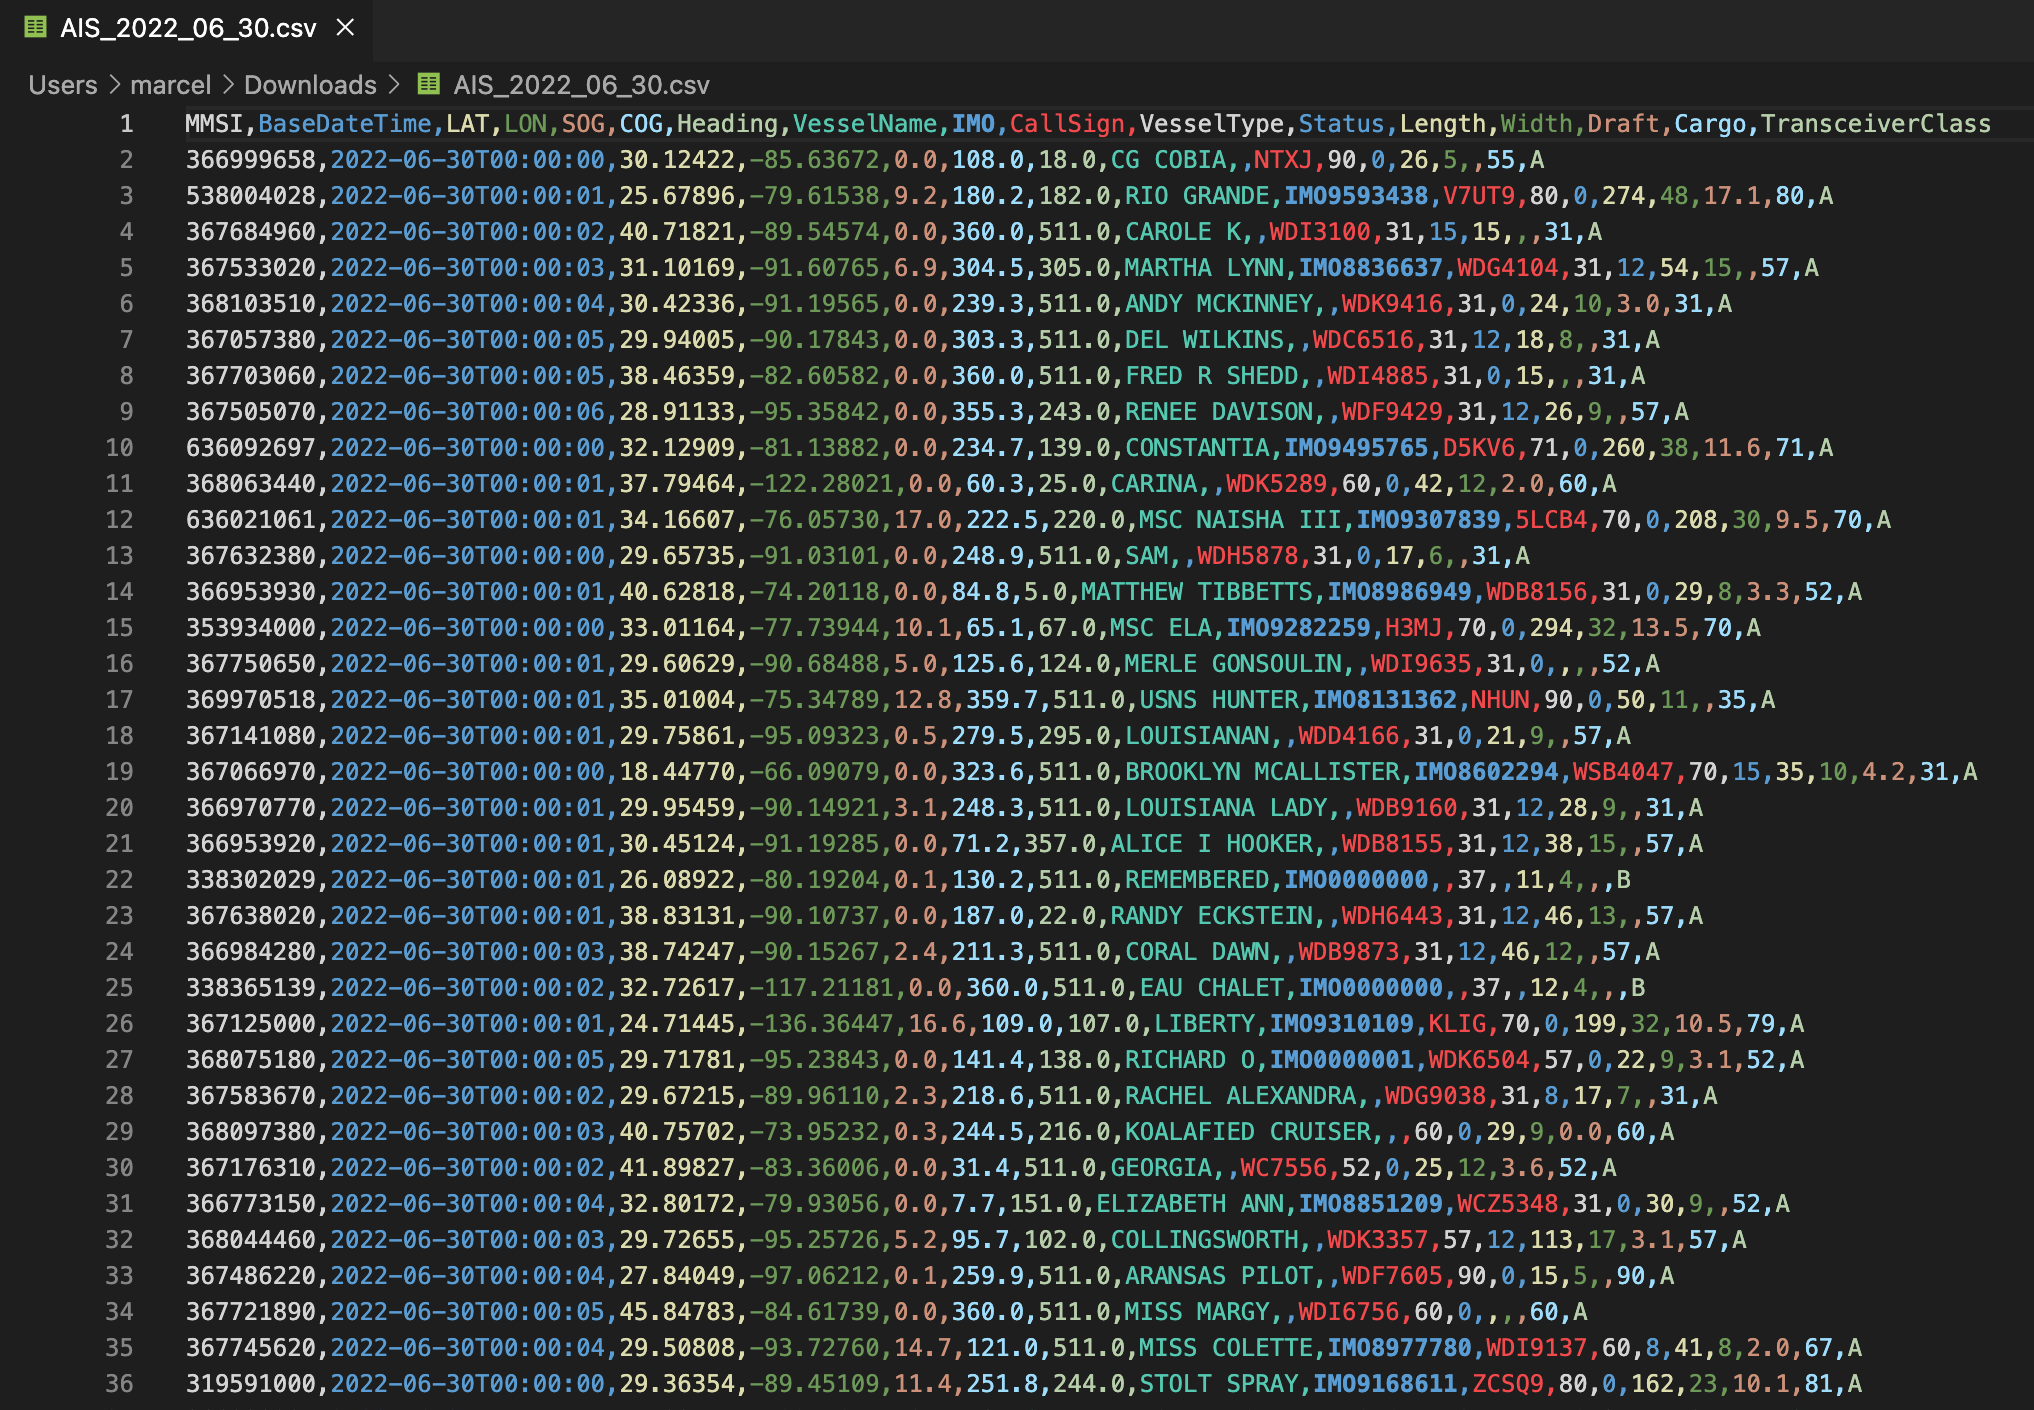 AIS_2022_06_30.csv
Users > marcel > Downloads > AIS_2022_06_30.csv
1 MMSI,BaseDateTime,LAT,LON,SOG,COG,Heading,VesselName,IMO,CallSign,VesselType,Status,Length,Width,Draft,Cargo,TransceiverClass
2 366999658,2022-06-30T00:00:00,30.12422,-85.63672,0.0,108.0,18.0,CG COBIA,,NTXJ,90,0,26,5,,55,A
3 538004028,2022-06-30T00:00:01,25.67896,-79.61538,9.2,180.2,182.0,RIO GRANDE,IMO9593438,V7UT9,80,0,274,48,17.1,80,A
4 367684960,2022-06-30T00:00:02,40.71821,-89.54574,0.0,360.0,511.0,CAROLE K,,WDI3100,31,15,15,,,31,A
5 367533020,2022-06-30T00:00:03,31.10169,-91.60765,6.9,304.5,305.0,MARTHA LYNN,IMO8836637,WDG4104,31,12,54,15,,57,A
6 368103510,2022-06-30T00:00:04,30.42336,-91.19565,0.0,239.3,511.0,ANDY MCKINNEY,,WDK9416,31,0,24,10,3.0,31,A
7 367057380,2022-06-30T00:00:05,29.94005,-90.17843,0.0,303.3,511.0,DEL WILKINS,,WDC6516,31,12,18,8,,31,A
8 367703060,2022-06-30T00:00:05,38.46359,-82.60582,0.0,360.0,511.0,FRED R SHEDD,,WDI4885,31,0,15,,,31,A
9 367505070,2022-06-30T00:00:06,28.91133,-95.35842,0.0,355.3,243.0,RENEE DAVISON,,WDF9429,31,12,26,9,,57,A
10 636092697,2022-06-30T00:00:00,32.12909,-81.13882,0.0,234.7,139.0,CONSTANTIA,IMO9495765,D5KV6,71,0,260,38,11.6,71,A
11 368063440,2022-06-30T00:00:01,37.79464,-122.28021,0.0,60.3,25.0,CARINA,,WDK5289,60,0,42,12,2.0,60,A
12 636021061,2022-06-30T00:00:01,34.16607,-76.05730,17.0,222.5,220.0,MSC NAISHA III,IMO9307839,5LCB4,70,0,208,30,9.5,70,A
13 367632380,2022-06-30T00:00:00,29.65735,-91.03101,0.0,248.9,511.0,SAM,,WDH5878,31,0,17,6,,31,A
14 366953930,2022-06-30T00:00:01,40.62818,-74.20118,0.0,84.8,5.0,MATTHEW TIBBETTS,IMO8986949,WDB8156,31,0,29,8,3.3,52,A
15 353934000,2022-06-30T00:00:00,33.01164,-77.73944,10.1,65.1,67.0,MSC ELA,IMO9282259,H3MJ,70,0,294,32,13.5,70,A
16 367750650,2022-06-30T00:00:01,29.60629,-90.68488,5.0,125.6,124.0,MERLE GONSOULIN,,WDI9635,31,0,,,,52,A
17 369970518,2022-06-30T00:00:01,35.01004,-75.34789,12.8,359.7,511.0,USNS HUNTER,IMO8131362,NHUN,90,0,50,11,,35,A
18 367141080,2022-06-30T00:00:01,29.75861,-95.09323,0.5,279.5,295.0,LOUISIANAN,,WDD4166,31,0,21,9,,57,A
19 367066970,2022-06-30T00:00:00,18.44770,-66.09079,0.0,323.6,511.0,BROOKLYN MCALLISTER,IMO8602294,WSB4047,70,15,35,10,4.2,31,A
20 366970770,2022-06-30T00:00:01,29.95459,-90.14921,3.1,248.3,511.0,LOUISIANA LADY,,WDB9160,31,12,28,9,,31,A
21 366953920,2022-06-30T00:00:01,30.45124,-91.19285,0.0,71.2,357.0,ALICE I HOOKER,,WDB8155,31,12,38,15,,57,A
22 338302029,2022-06-30T00:00:01,26.08922,-80.19204,0.1,130.2,511.0,REMEMBERED,IMO0000000,,37,,11,4,,,B
23 367638020,2022-06-30T00:00:01,38.83131,-90.10737,0.0,187.0,22.0,RANDY ECKSTEIN,,WDH6443,31,12,46,13,,57,A
24 366984280,2022-06-30T00:00:03,38.74247,-90.15267,2.4,211.3,511.0,CORAL DAWN,,WDB9873,31,12,46,12,,57,A
25 338365139,2022-06-30T00:00:02,32.72617,-117.21181,0.0,360.0,511.0,EAU CHALET,IMO0000000,,37,,12,4,,,B
26 367125000,2022-06-30T00:00:01,24.71445,-136.36447,16.6,109.0,107.0,LIBERTY,IMO9310109,KLIG,70,0,199,32,10.5,79,A
27 368075180,2022-06-30T00:00:05,29.71781,-95.23843,0.0,141.4,138.0,RICHARD O,IMO0000001,WDK6504,57,0,22,9,3.1,52,A
28 367583670,2022-06-30T00:00:02,29.67215,-89.96110,2.3,218.6,511.0,RACHEL ALEXANDRA,,WDG9038,31,8,17,7,,31,A
29 368097380,2022-06-30T00:00:03,40.75702,-73.95232,0.3,244.5,216.0,KOALAFIED CRUISER,,,60,0,29,9,0.0,60,A
30 367176310,2022-06-30T00:00:02,41.89827,-83.36006,0.0,31.4,511.0,GEORGIA,,WC7556,52,0,25,12,3.6,52,A
31 366773150,2022-06-30T00:00:04,32.80172,-79.93056,0.0,7.7,151.0,ELIZABETH ANN,IMO8851209,WCZ5348,31,0,30,9,,52,A
32 368044460,2022-06-30T00:00:03,29.72655,-95.25726,5.2,95.7,102.0,COLLINGSWORTH,,WDK3357,57,12,113,17,3.1,57,A
33 367486220,2022-06-30T00:00:04,27.84049,-97.06212,0.1,259.9,511.0,ARANSAS PILOT,,WDF7605,90,0,15,5,,90,A
34 367721890,2022-06-30T00:00:05,45.84783,-84.61739,0.0,360.0,511.0,MISS MARGY,,WDI6756,60,0,,,,60,A
35 367745620,2022-06-30T00:00:04,29.50808,-93.72760,14.7,121.0,511.0,MISS COLETTE,IMO8977780,WDI9137,60,8,41,8,2.0,67,A
36 319591000,2022-06-30T00:00:00,29.36354,-89.45109,11.4,251.8,244.0,STOLT SPRAY,IMO9168611,ZCSQ9,80,0,162,23,10.1,81,A